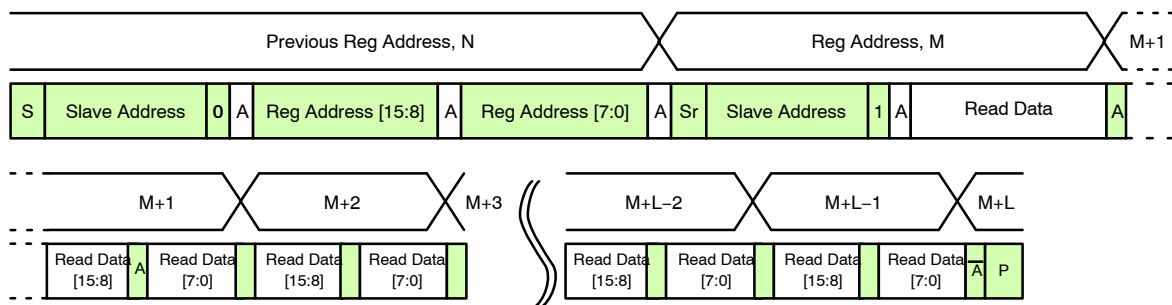 Previous Reg Address, N Reg Address, M M+1
S Slave Address 0 A Reg Address [15:8] A Reg Address [7:0] A Sr Slave Address 1 A Read Data A
M+1 M+2 M+3 M+L−2 M+L−1 M+L
Read Data A Read Data Read Data Read Data Read Data Read Data Read Data Read Data A P
[15:8] [7:0] [15:8] [7:0] [15:8] [7:0] [15:8] [7:0]